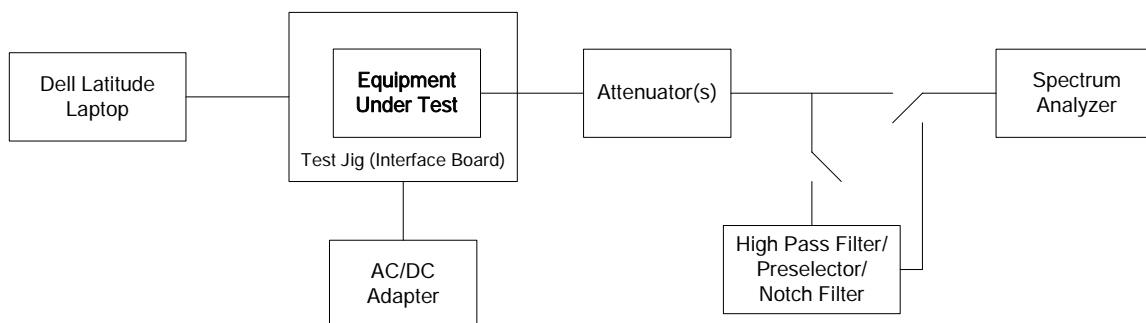 Dell Latitude
Laptop
Equipment
Under Test
Test Jig (Interface Board)
AC/DC
Adapter
Attenuator(s)
High Pass Filter/
Preselector/
Notch Filter
Spectrum
Analyzer